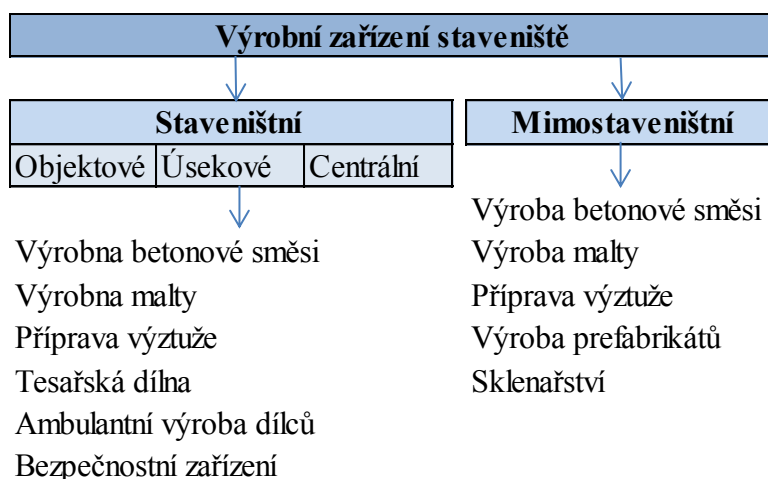 Výrobní zařízení staveniště
Staveništní
Objektové Úsekové Centrální
Výrobna betonové směsi
Výrobna malty
Příprava výztuže
Tesařská dílna
Ambulantní výroba dílců
Bezpečnostní zařízení
Mimostaveništní
Výroba betonové směsi
Výroba malty
Příprava výztuže
Výroba prefabrikátů
Sklenařství